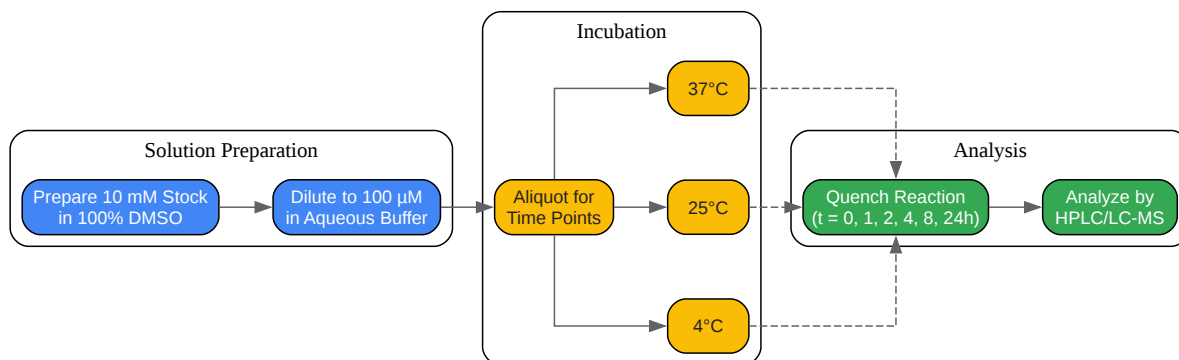 Solution Preparation
Prepare 10 mM Stock
in 100% DMSO
Dilute to 100 µM
in Aqueous Buffer
Incubation
Aliquot for
Time Points
37°C
25°C
4°C
Analysis
Quench Reaction
(t = 0, 1, 2, 4, 8, 24h)
Analyze by
HPLC/LC-MS